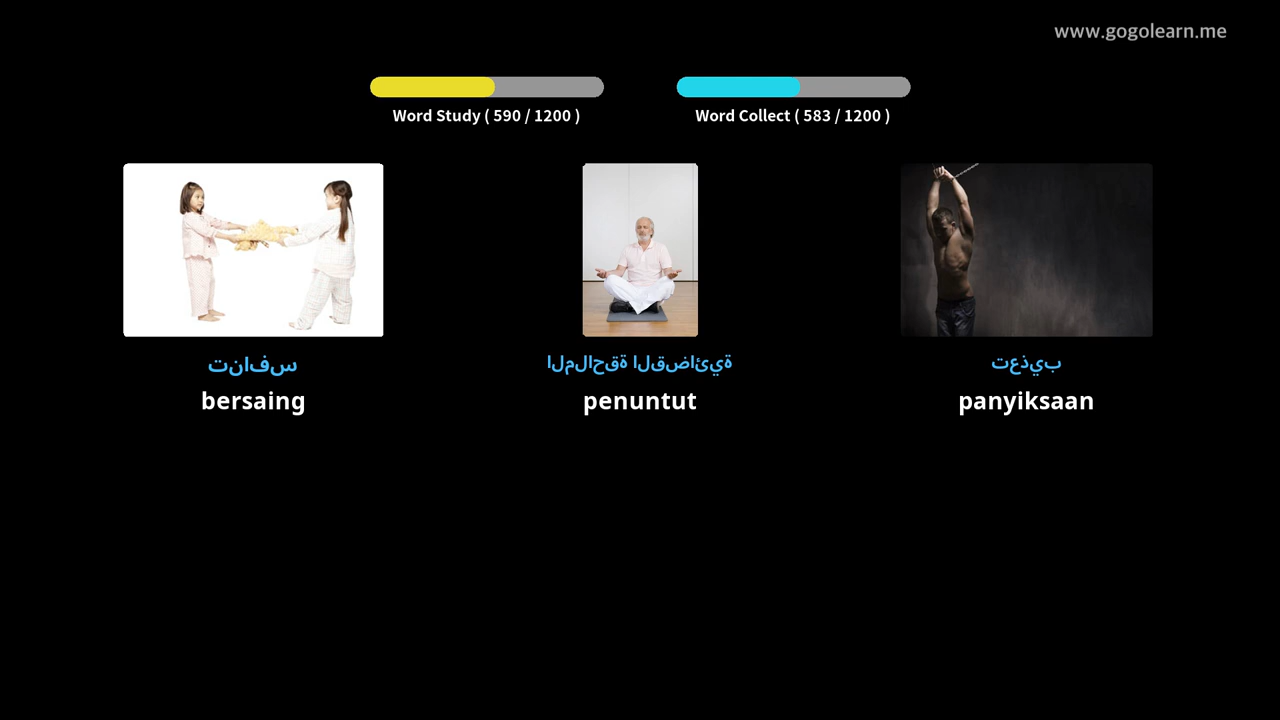 www.gogolearn.me
Word Study ( 590 / 1200 )
Word Collect ( 583 / 1200 )
تنافس
الملاحقة القضائية
تعذيب
bersaing
penuntut
panyiksaan